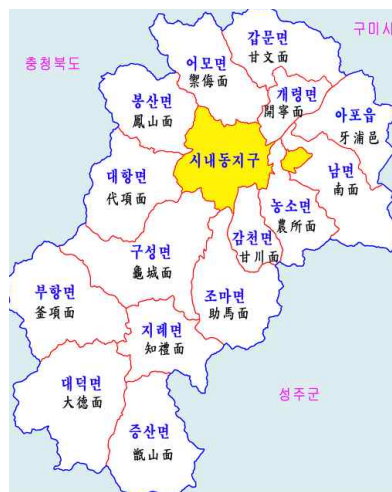 구미시
갑문면
甘文面
충청북도
어모면
禦侮面
개령면
開寧面
봉산면
鳳山面
아포읍
牙浦邑
시내동지구
남면
南面
대항면
代項面
농소면
農所面
감천면
甘川面
구성면
龜城面
부항면
釜項面
조마면
助馬面
지례면
知禮面
대덕면
大德面
성주군
증산면
甑山面